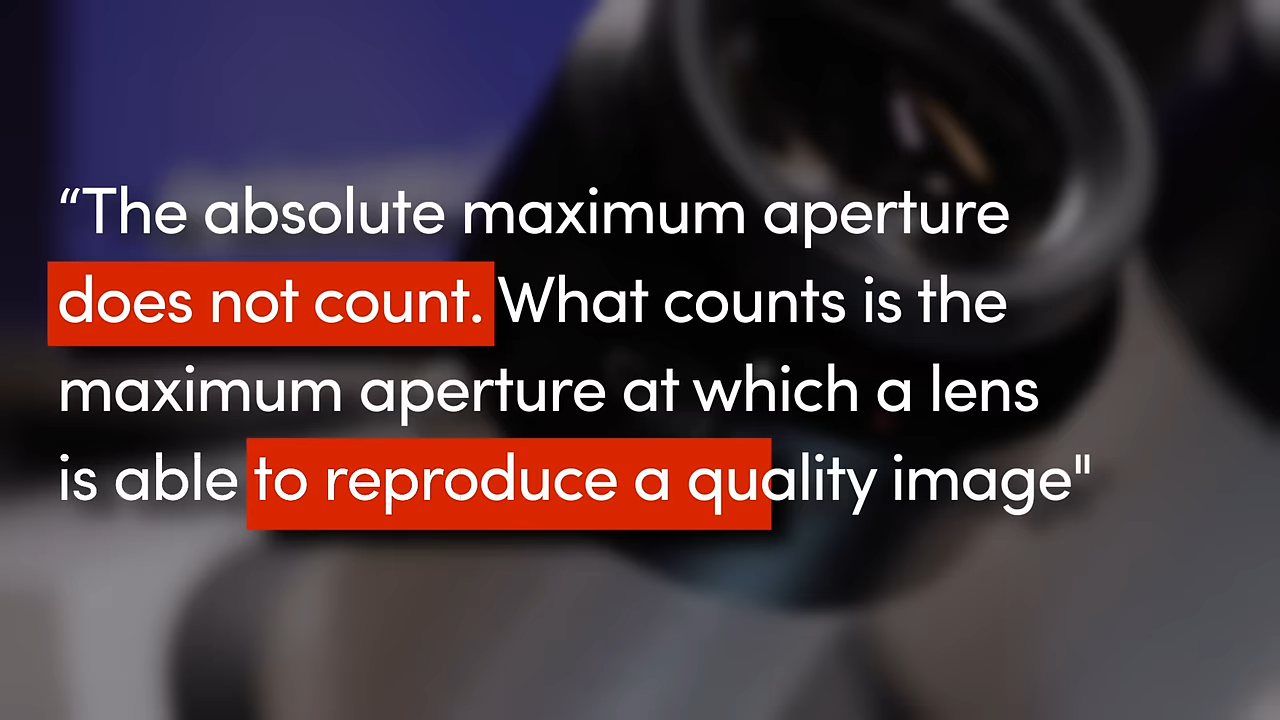 “The absolute maximum aperture
does not count. What counts is the
maximum aperture at which a lens
is able to reproduce a quality image"